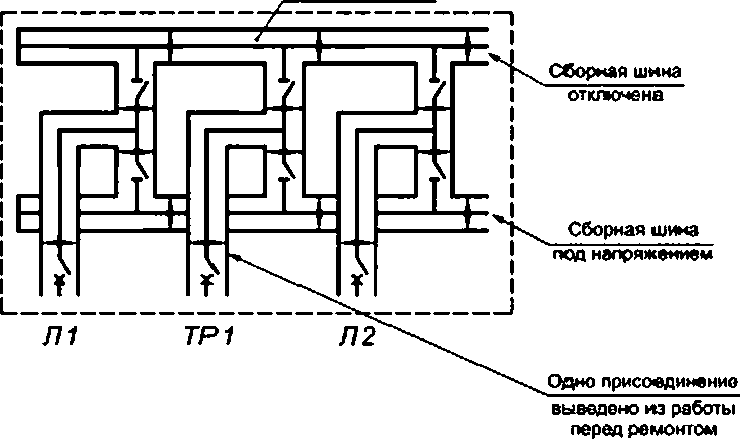 Сборная шина
отключена
Сборная шина
под напряжением
Л1
ТР1
Л2
Одно присоединение
выведено из работы
перед ремонтом